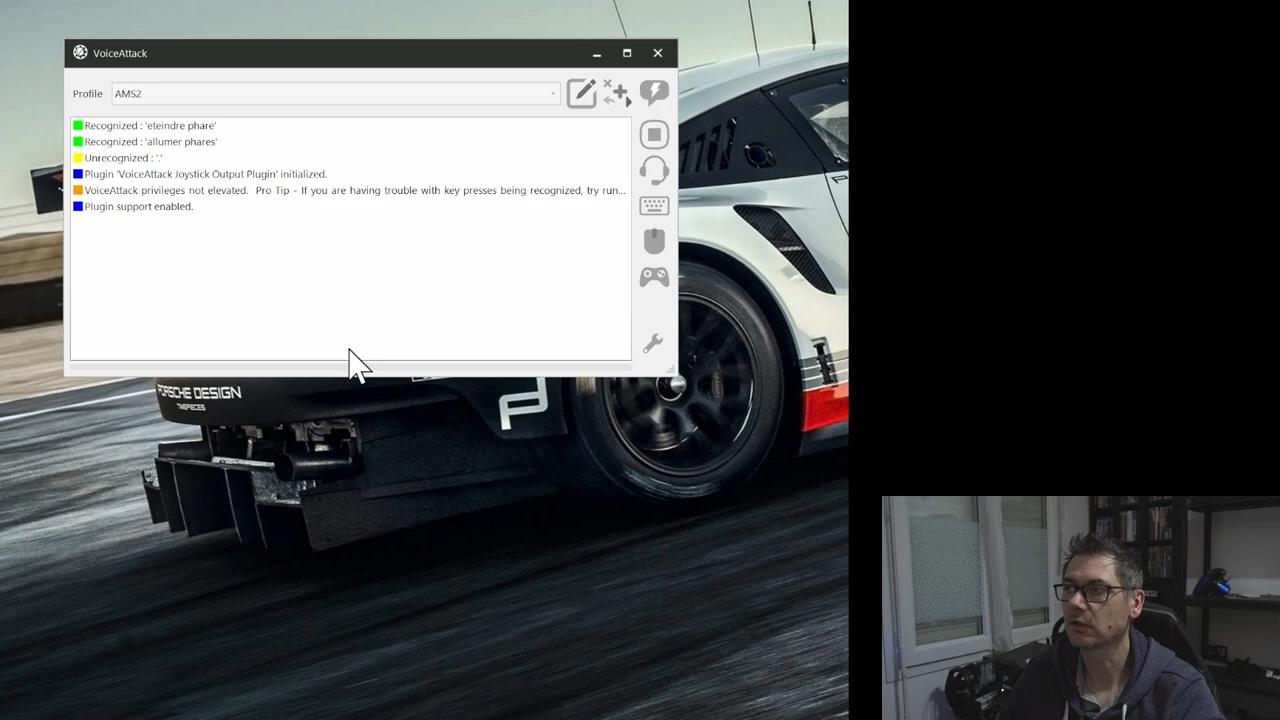 VoiceAttack
Profile
AMS2
Recognized : 'eteindre phare'
Recognized : 'allumer phares'
Unrecognized : '.'
Plugin 'VoiceAttack Joystick Output Plugin' initialized.
VoiceAttack privileges not elevated.  Pro Tip - If you are having trouble with key presses being recognized, try run...
Plugin support enabled.
PORSCHE DESIGN
TIMEPIECES